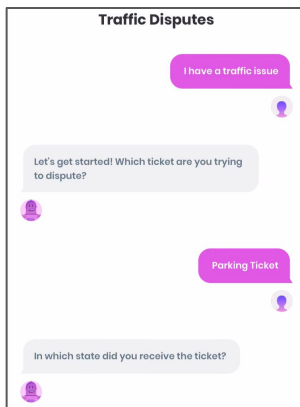 Traffic Disputes
I have a traffic issue
Let's get started! Which ticket are you trying
to dispute?
Parking Ticket
In which state did you receive the ticket?